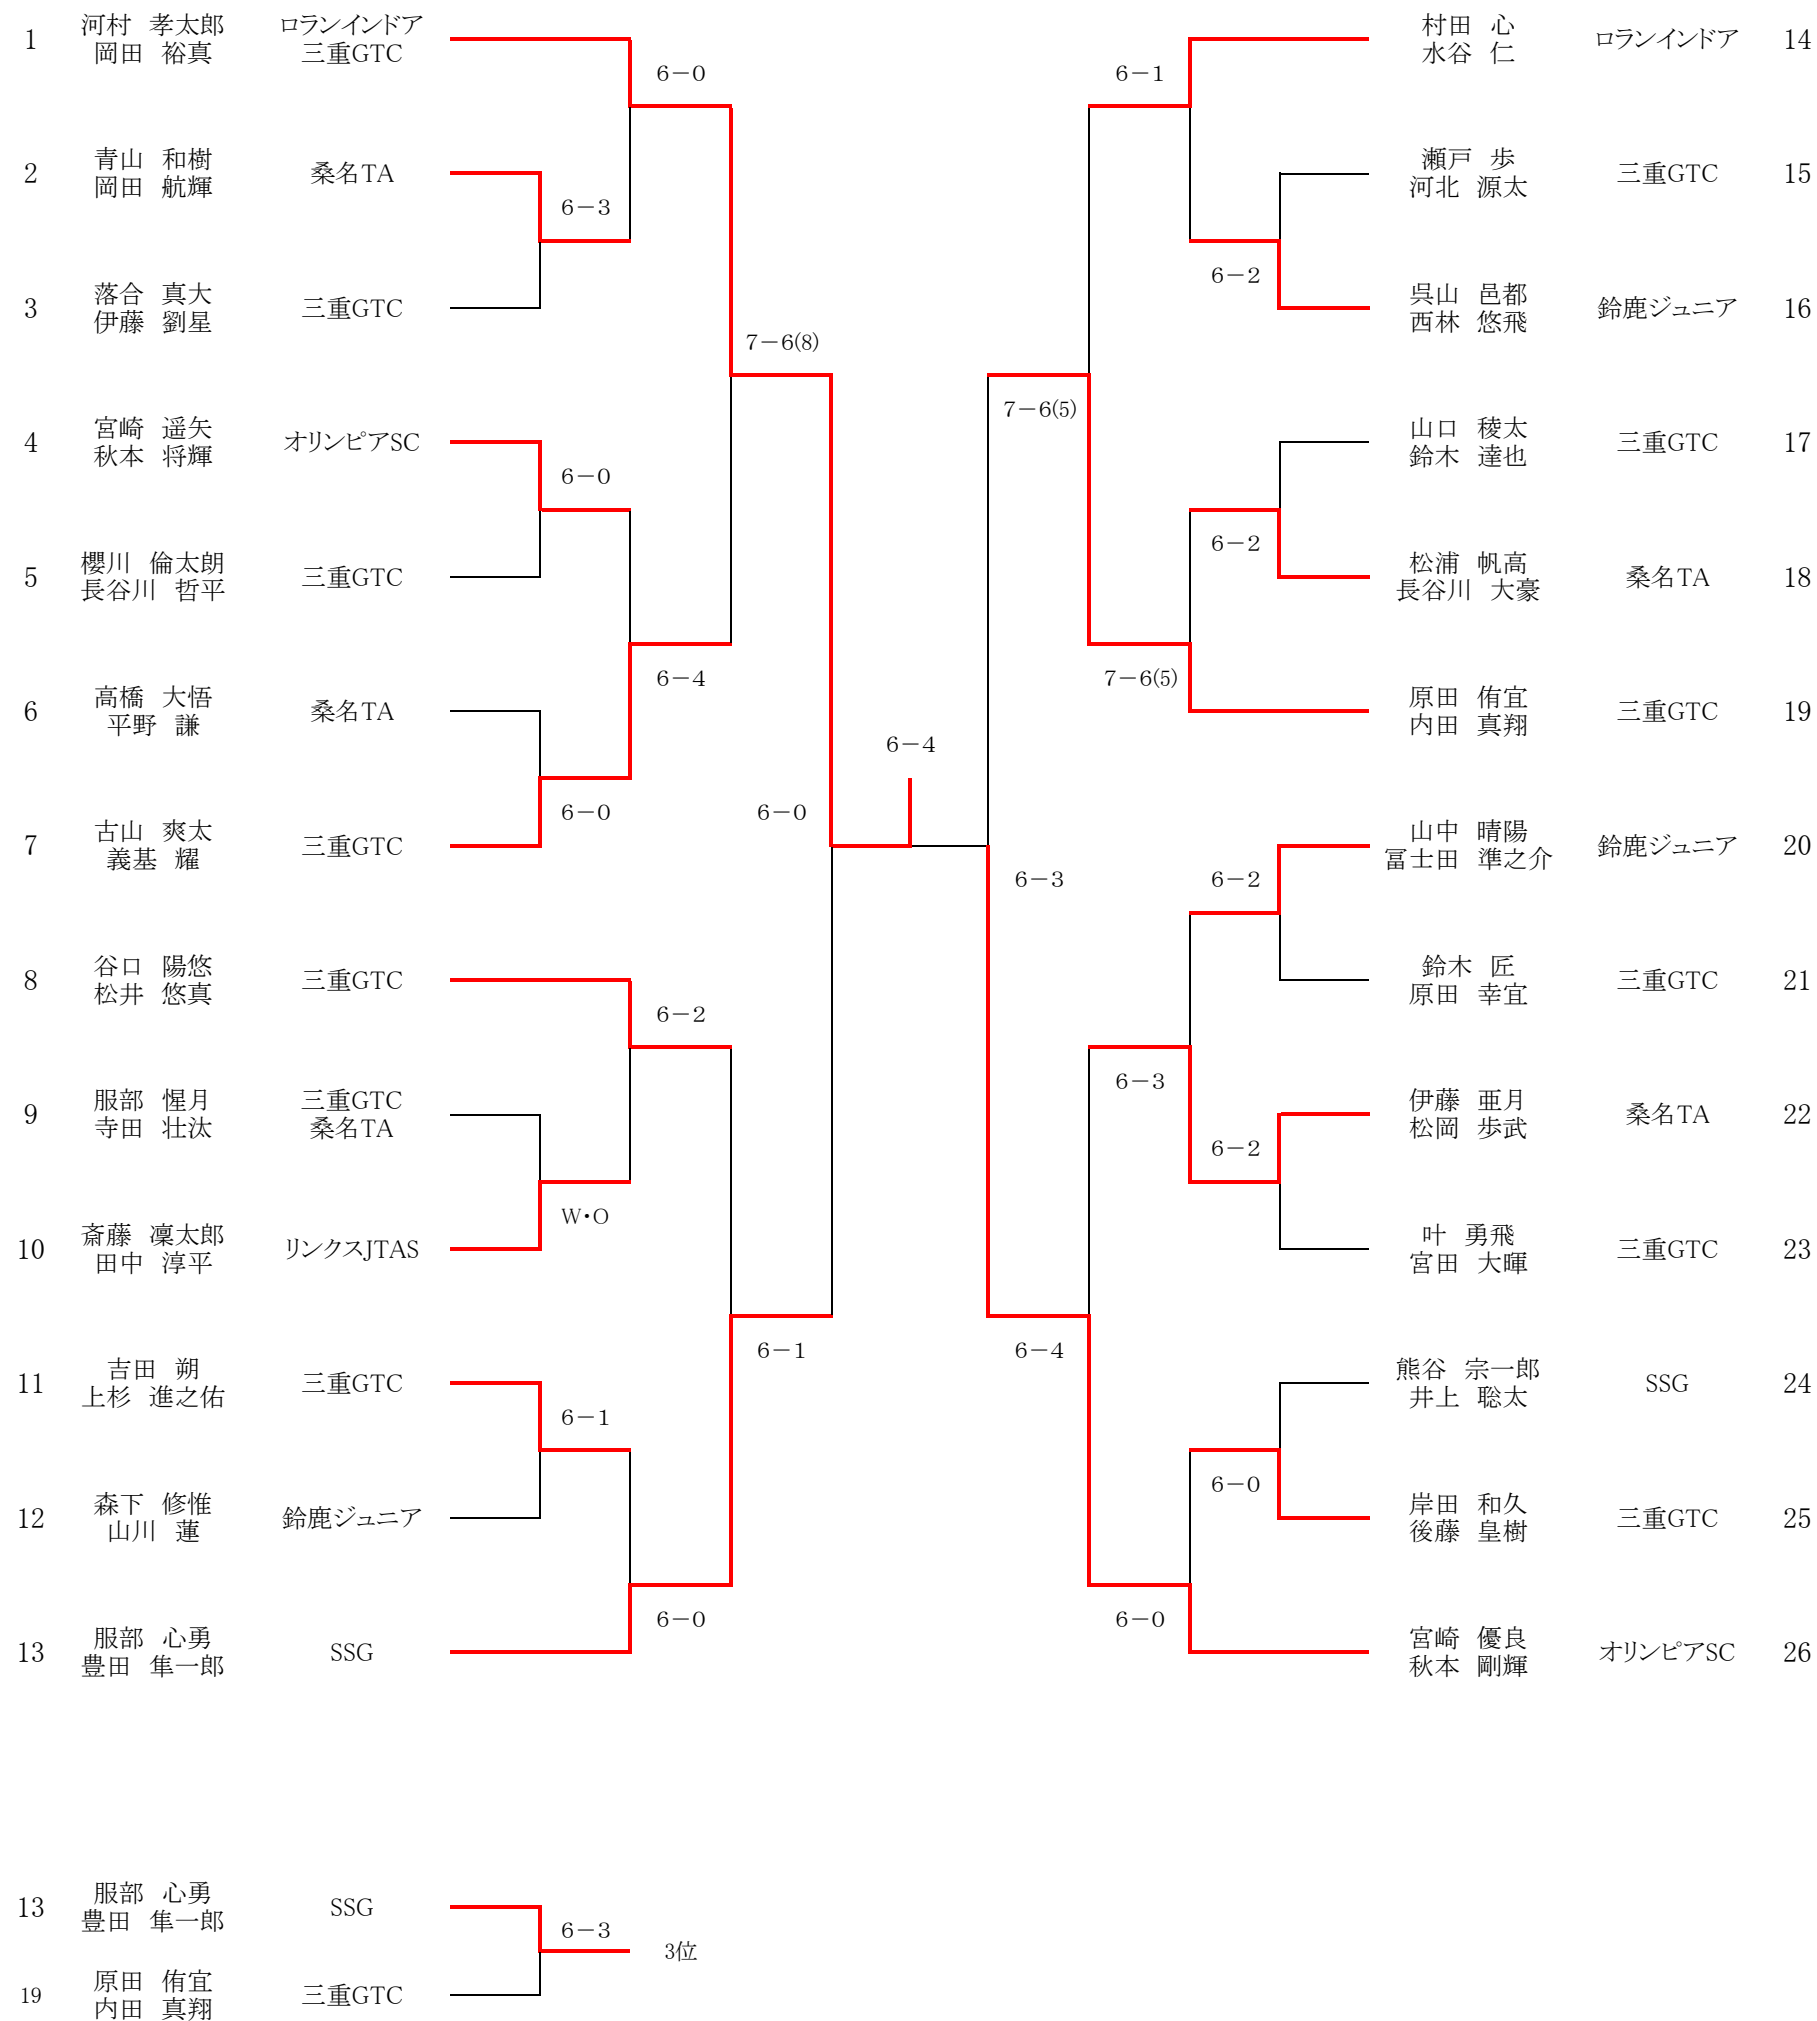 1 河村 孝太郎 ロランインドア
岡田 裕真 三重GTC
6-0
2 青山 和樹 桑名TA
岡田 航輝
6-3
3 落合 真大 三重GTC
伊藤 劉星
7-6(8)
4 宮崎 遥矢 オリンピアSC
秋本 将輝
6-0
5 櫻川 倫太朗 三重GTC
長谷川 哲平
6-4
6 高橋 大悟 桑名TA
平野 謙
6-0
7 古山 爽太 三重GTC
義基 耀
6-0
8 谷口 陽悠 三重GTC
松井 悠真
6-2
9 服部 惺月 三重GTC
寺田 壮汰 桑名TA
W・O
10 斎藤 凜太郎 リンクスJTAS
田中 淳平
6-1
11 吉田 朔 三重GTC
上杉 進之佑
6-1
12 森下 修惟 鈴鹿ジュニア
山川 蓮
6-0
13 服部 心勇 SSG
豊田 隼一郎
6-4
村田 心 ロランインドア 14
水谷 仁
6-1
瀬戸 歩 三重GTC 15
河北 源太
6-2
呉山 邑都 鈴鹿ジュニア 16
西林 悠飛
7-6(5)
山口 稜太 三重GTC 17
鈴木 達也
6-2
松浦 帆高 桑名TA 18
長谷川 大豪
7-6(5)
原田 侑宜 三重GTC 19
内田 真翔
6-3
山中 晴陽 鈴鹿ジュニア 20
冨士田 準之介
6-2
鈴木 匠 三重GTC 21
原田 幸宜
6-3
伊藤 亜月 桑名TA 22
松岡 歩武
6-2
叶 勇飛 三重GTC 23
宮田 大暉
6-4
熊谷 宗一郎 SSG 24
井上 聡太
6-0
岸田 和久 三重GTC 25
後藤 皇樹
6-0
宮崎 優良 オリンピアSC 26
秋本 剛輝
13 服部 心勇 SSG
豊田 隼一郎
6-3 3位
19 原田 侑宜 三重GTC
内田 真翔